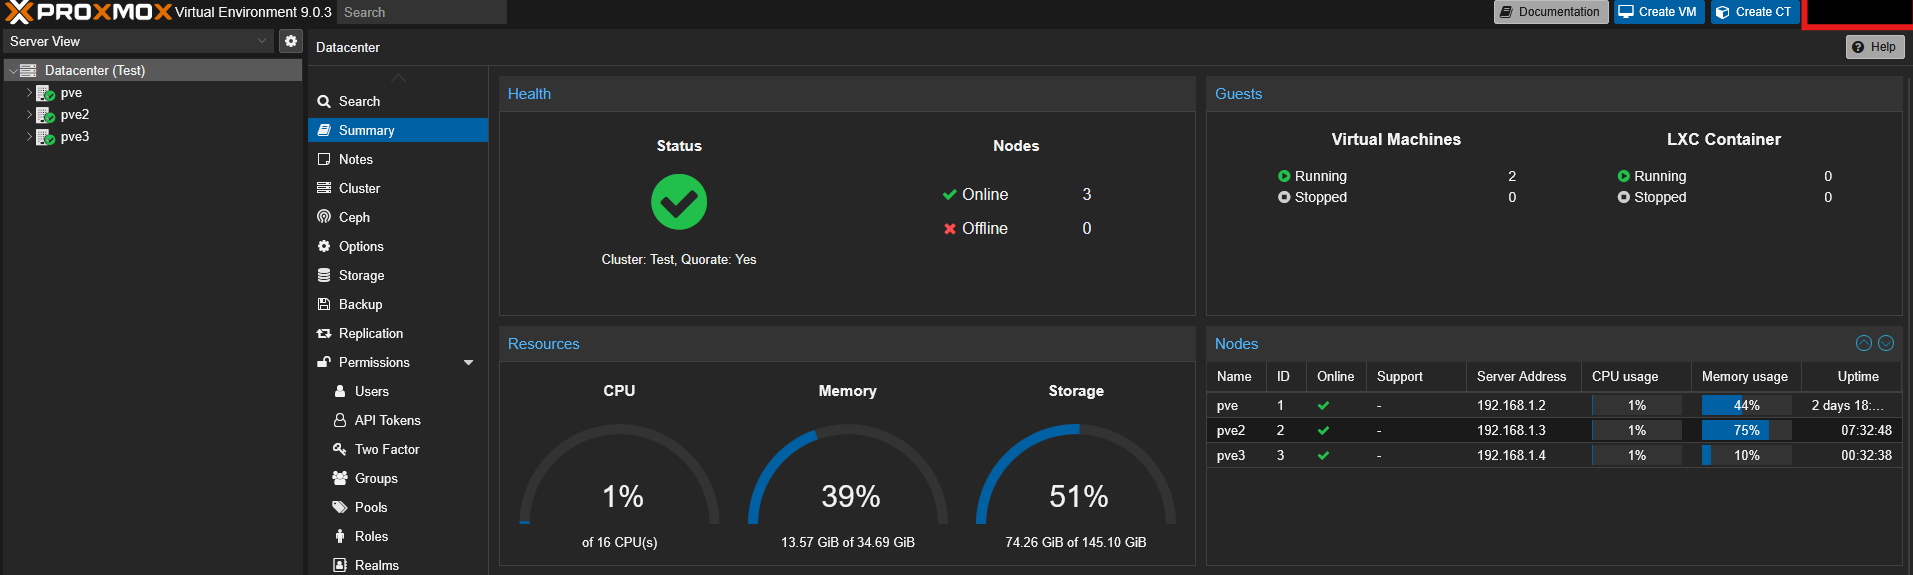 PROXMOX Virtual Environment 9.0.3 Search Documentation Create VM Create CT
Server View
Datacenter (Test)
pve
pve2
pve3
Datacenter Help
Search
Summary
Notes
Cluster
Ceph
Options
Storage
Backup
Replication
Permissions
Users
API Tokens
Two Factor
Groups
Pools
Roles
Realms
Health
Status
Cluster: Test, Quorate: Yes
Nodes
Online 3
Offline 0
Guests
Virtual Machines
Running 2
Stopped 0
LXC Container
Running 0
Stopped 0
Resources
CPU
1%
of 16 CPU(s)
Memory
39%
13.57 GiB of 34.69 GiB
Storage
51%
74.26 GiB of 145.10 GiB
Nodes
Name ID Online Support Server Address CPU usage Memory usage Uptime
pve 1 - 192.168.1.2 1% 44% 2 days 18:...
pve2 2 - 192.168.1.3 1% 75% 07:32:48
pve3 3 - 192.168.1.4 1% 10% 00:32:38